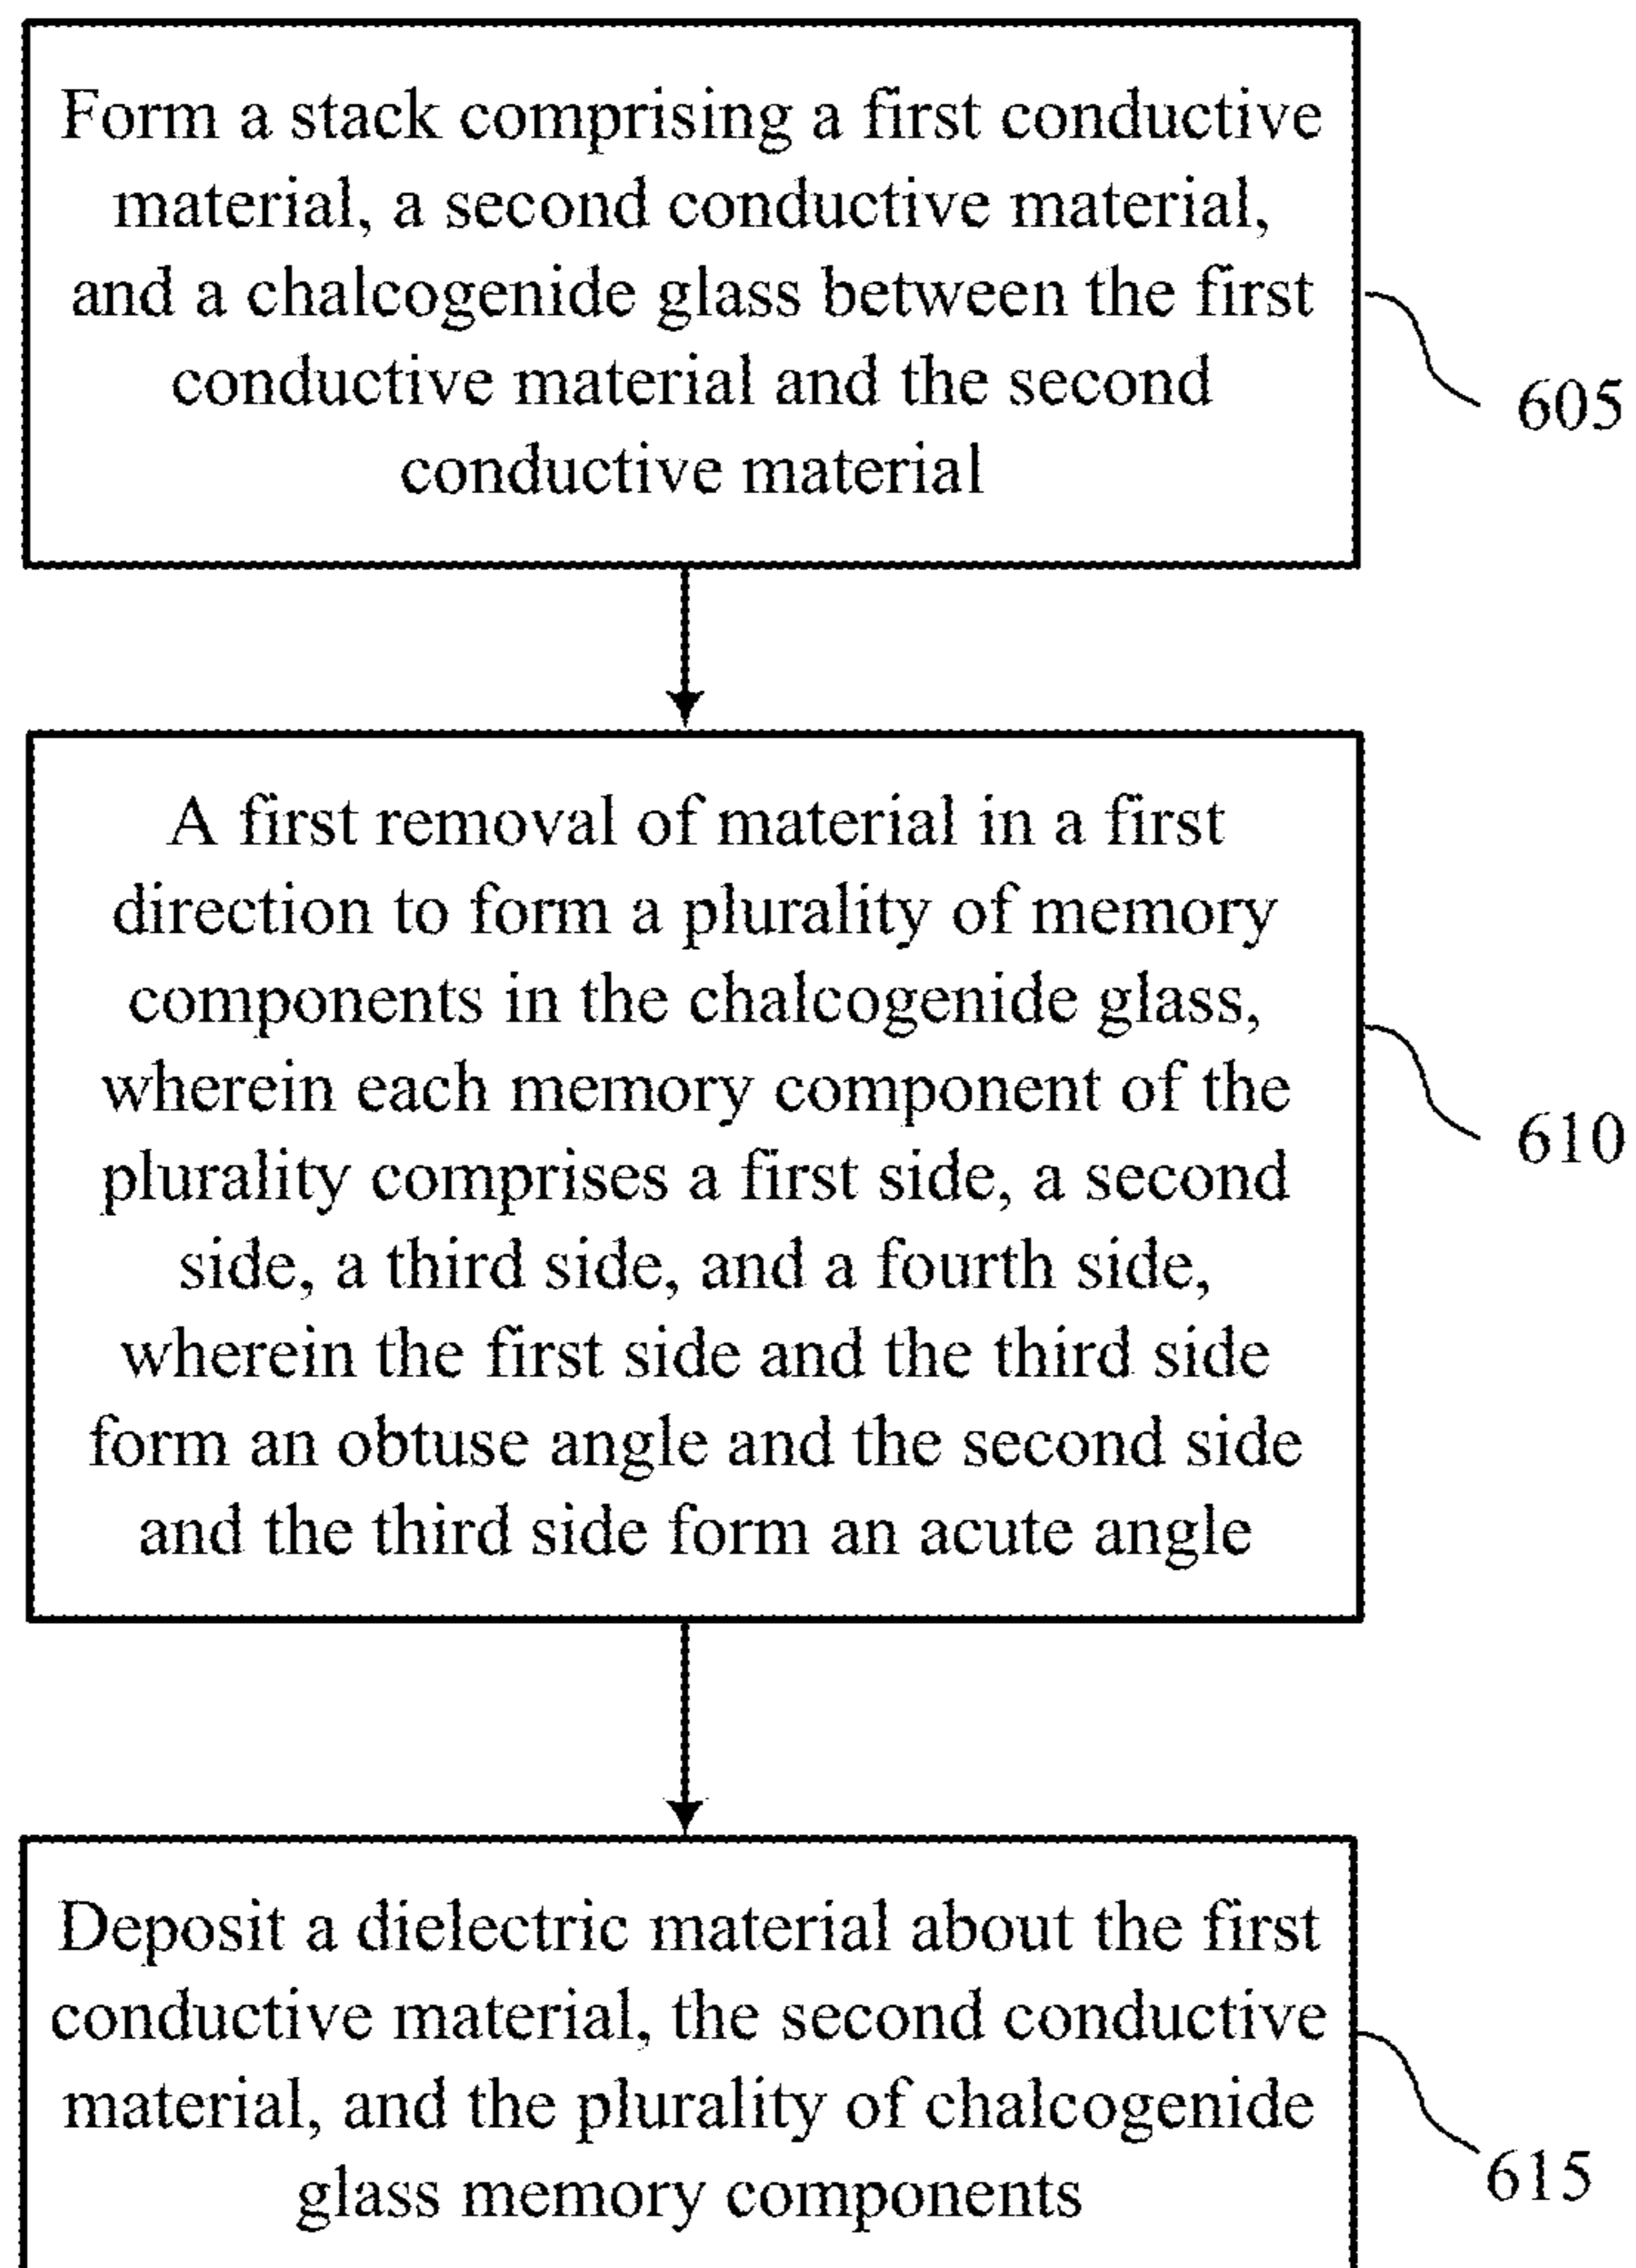 Form a stack comprising a first conductive
material, a second conductive material,
and a chalcogenide glass between the first
conductive material and the second
conductive material
605
A first removal of material in a first
direction to form a plurality of memory
components in the chalcogenide glass,
wherein each memory component of the
plurality comprises a first side, a second
side, a third side, and a fourth side,
wherein the first side and the third side
form an obtuse angle and the second side
and the third side form an acute angle
610
Deposit a dielectric material about the first
conductive material, the second conductive
material, and the plurality of chalcogenide
glass memory components
615